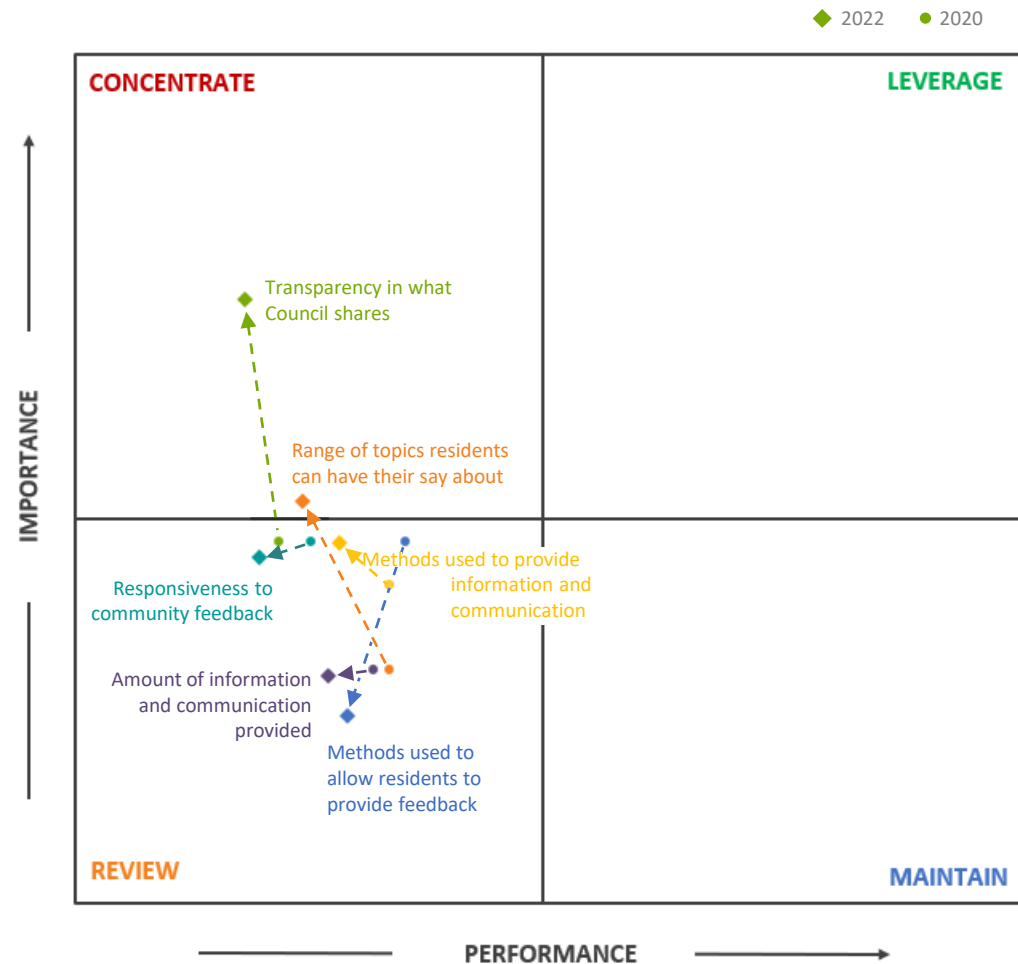 2022
2020
CONCENTRATE
LEVERAGE
Transparency in what
Council shares
Range of topics residents
can have their say about
IMPORTANCE
Methods used to provide
information and
communication
Responsiveness to
community feedback
Amount of information
and communication
provided
Methods used to
allow residents to
provide feedback
REVIEW
MAINTAIN
PERFORMANCE